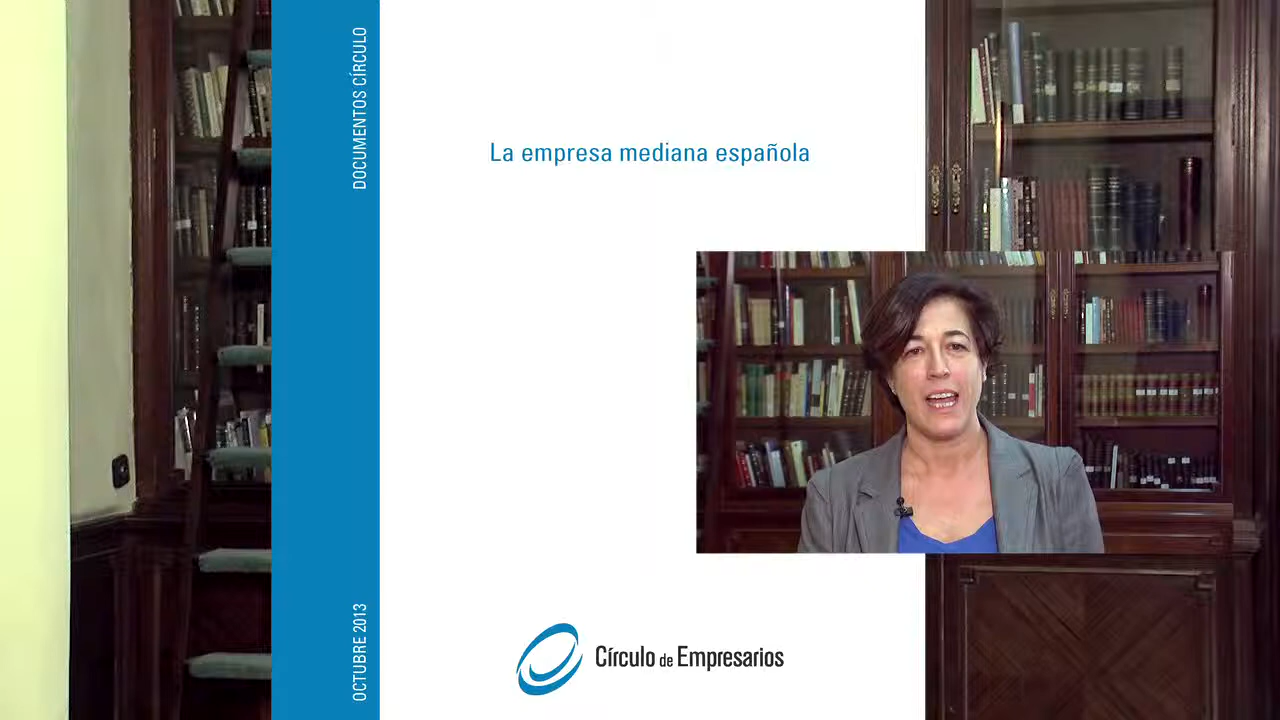 DOCUMENTOS CÍRCULO
La empresa mediana española
OCTUBRE 2013
Círculo de Empresarios